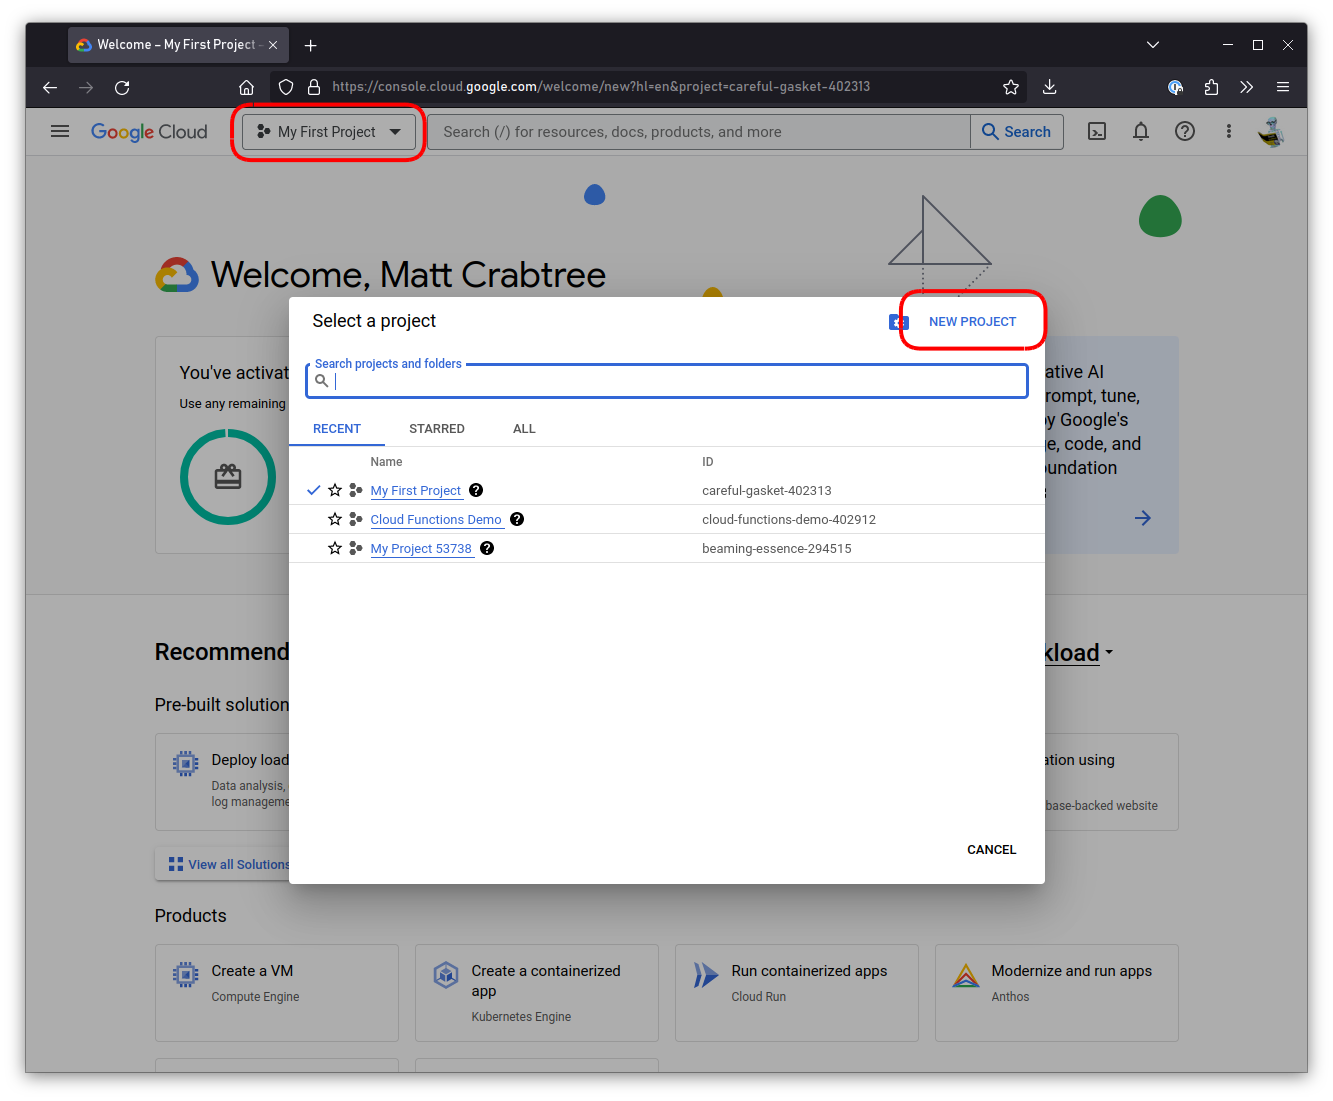 Welcome – My First Project –
https://console.cloud.google.com/welcome/new?hl=en&project=careful-gasket-402313
Google Cloud
My First Project
Search (/) for resources, docs, products, and more
Search
Welcome, Matt Crabtree
Select a project
NEW PROJECT
Search projects and folders
You've activat
Use any remaining
ative AI
rompt, tune,
by Google's
e, code, and
oundation
RECENT
STARRED
ALL
Name
ID
My First Project
careful-gasket-402313
Cloud Functions Demo
cloud-functions-demo-402912
My Project 53738
beaming-essence-294515
Recommend
kload
Pre-built solution
Deploy load
Data analysis,
log manageme
ation using
base-backed website
CANCEL
View all Solutions
Products
Create a VM
Compute Engine
Create a containerized
app
Kubernetes Engine
Run containerized apps
Cloud Run
Modernize and run apps
Anthos